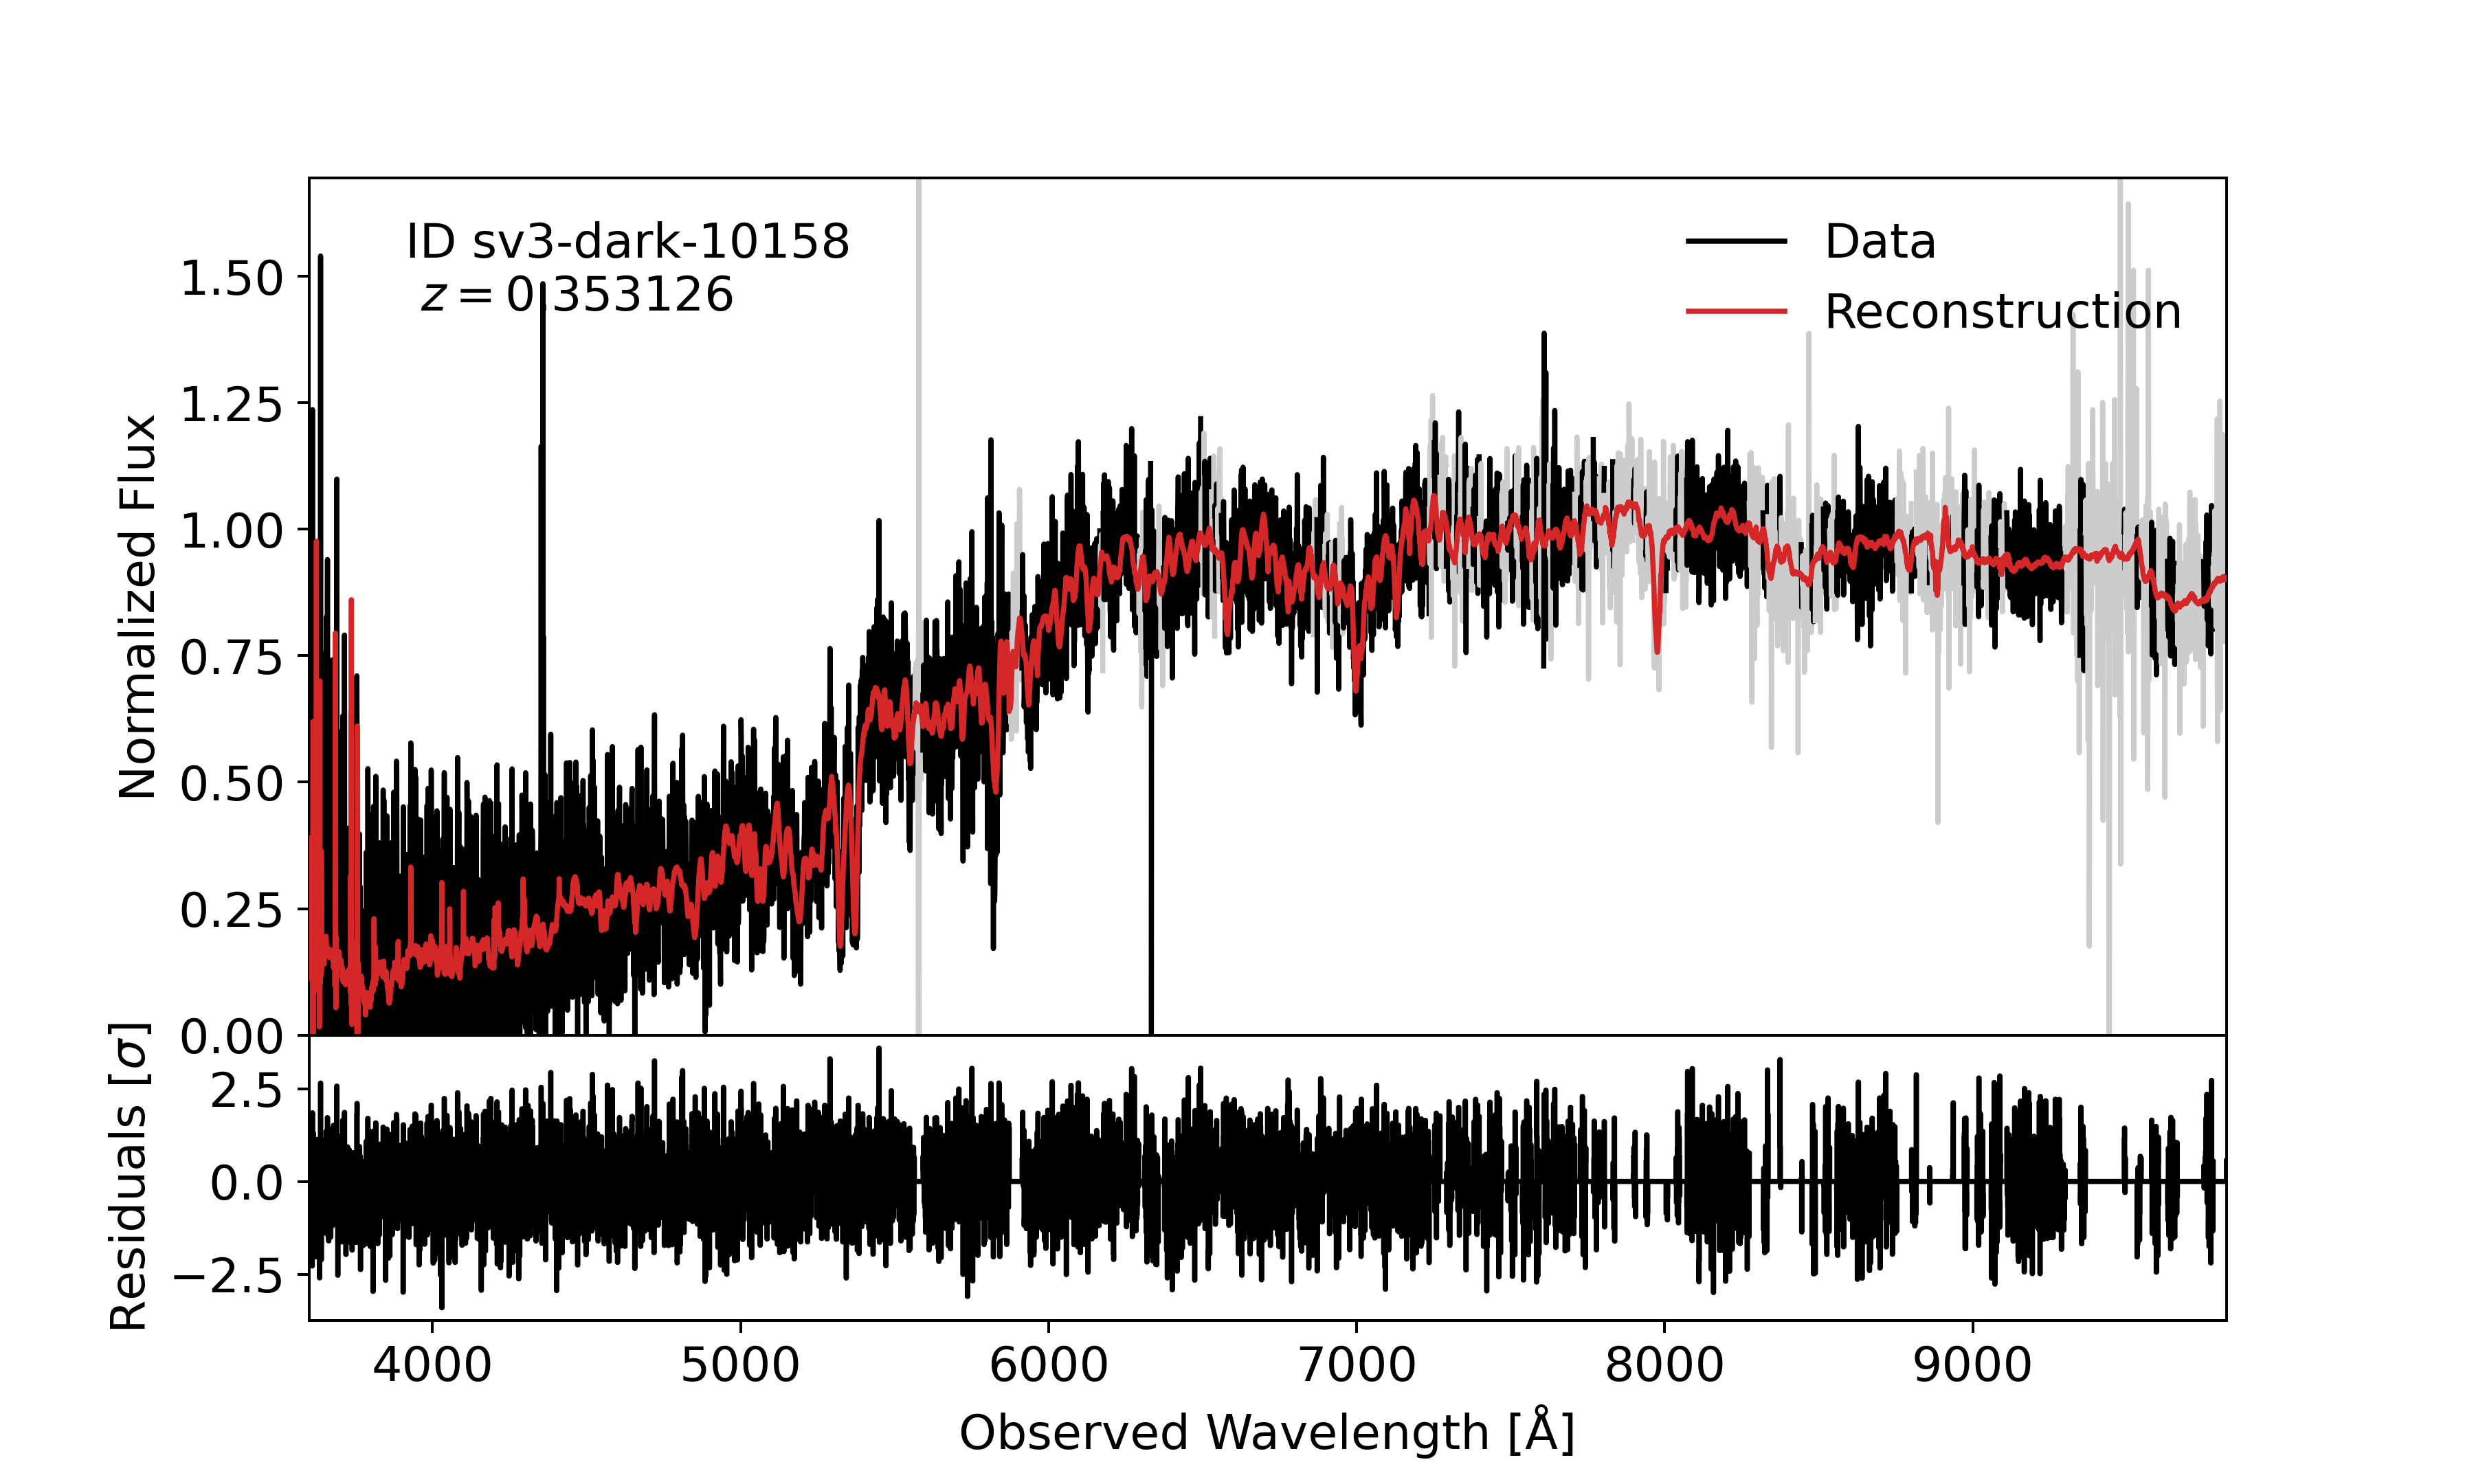 ID sv3-dark-10158
z = 0.353126
Data
Reconstruction
Normalized Flux
1.50
1.25
1.00
0.75
0.50
0.25
0.00
Residuals [σ]
2.5
0.0
−2.5
4000 5000 6000 7000 8000 9000
Observed Wavelength [Å]